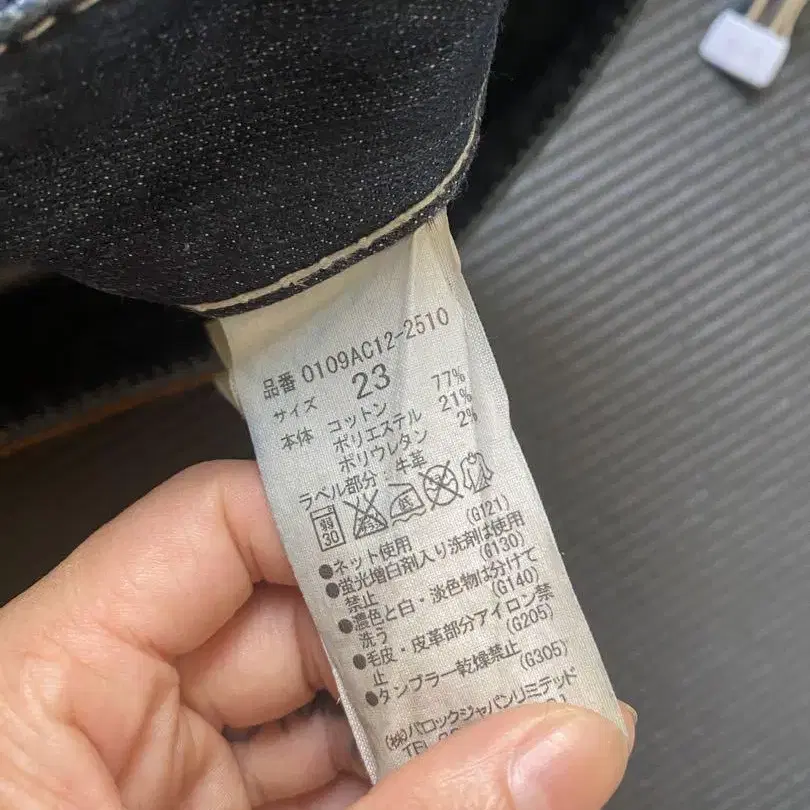 品番 0109AC12-2510
サイズ 23
本体 コットン 77%
ポリエステル 21%
ポリウレタン 2%
ラベル部分 牛革
弱 30 低
●ネット使用 (G121)
●蛍光増白剤入り洗剤は使用
禁止 (G130)
●濃色と白・淡色物は分けて
洗う (G140)
●毛皮・皮革部分アイロン禁
止 (G205)
●タンブラー乾燥禁止 (G305)
(株)バロックジャパンリミテッド
TEL